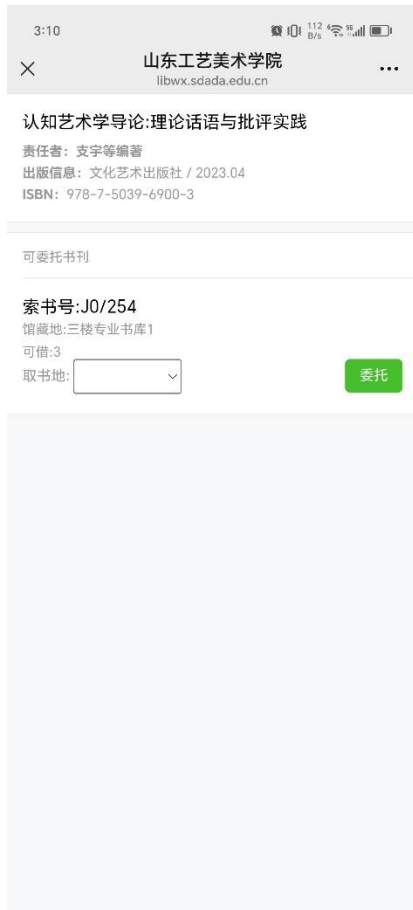 3:10
112 B/s
山东工艺美术学院
libwx.sdada.edu.cn
认知艺术学导论:理论话语与批评实践
责任者：支宇等编著
出版信息：文化艺术出版社 / 2023.04
ISBN：978-7-5039-6900-3
可委托书刊
索书号:J0/254
馆藏地:三楼专业书库1
可借:3
取书地:
委托